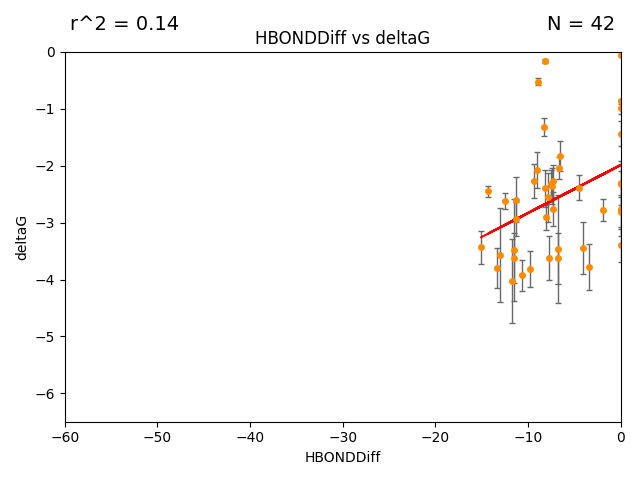 r^2 = 0.14
N = 42
HBONDDiff vs deltaG
0
−1
−2
−3
−4
−5
−6
deltaG
−60 −50 −40 −30 −20 −10 0
HBONDDiff